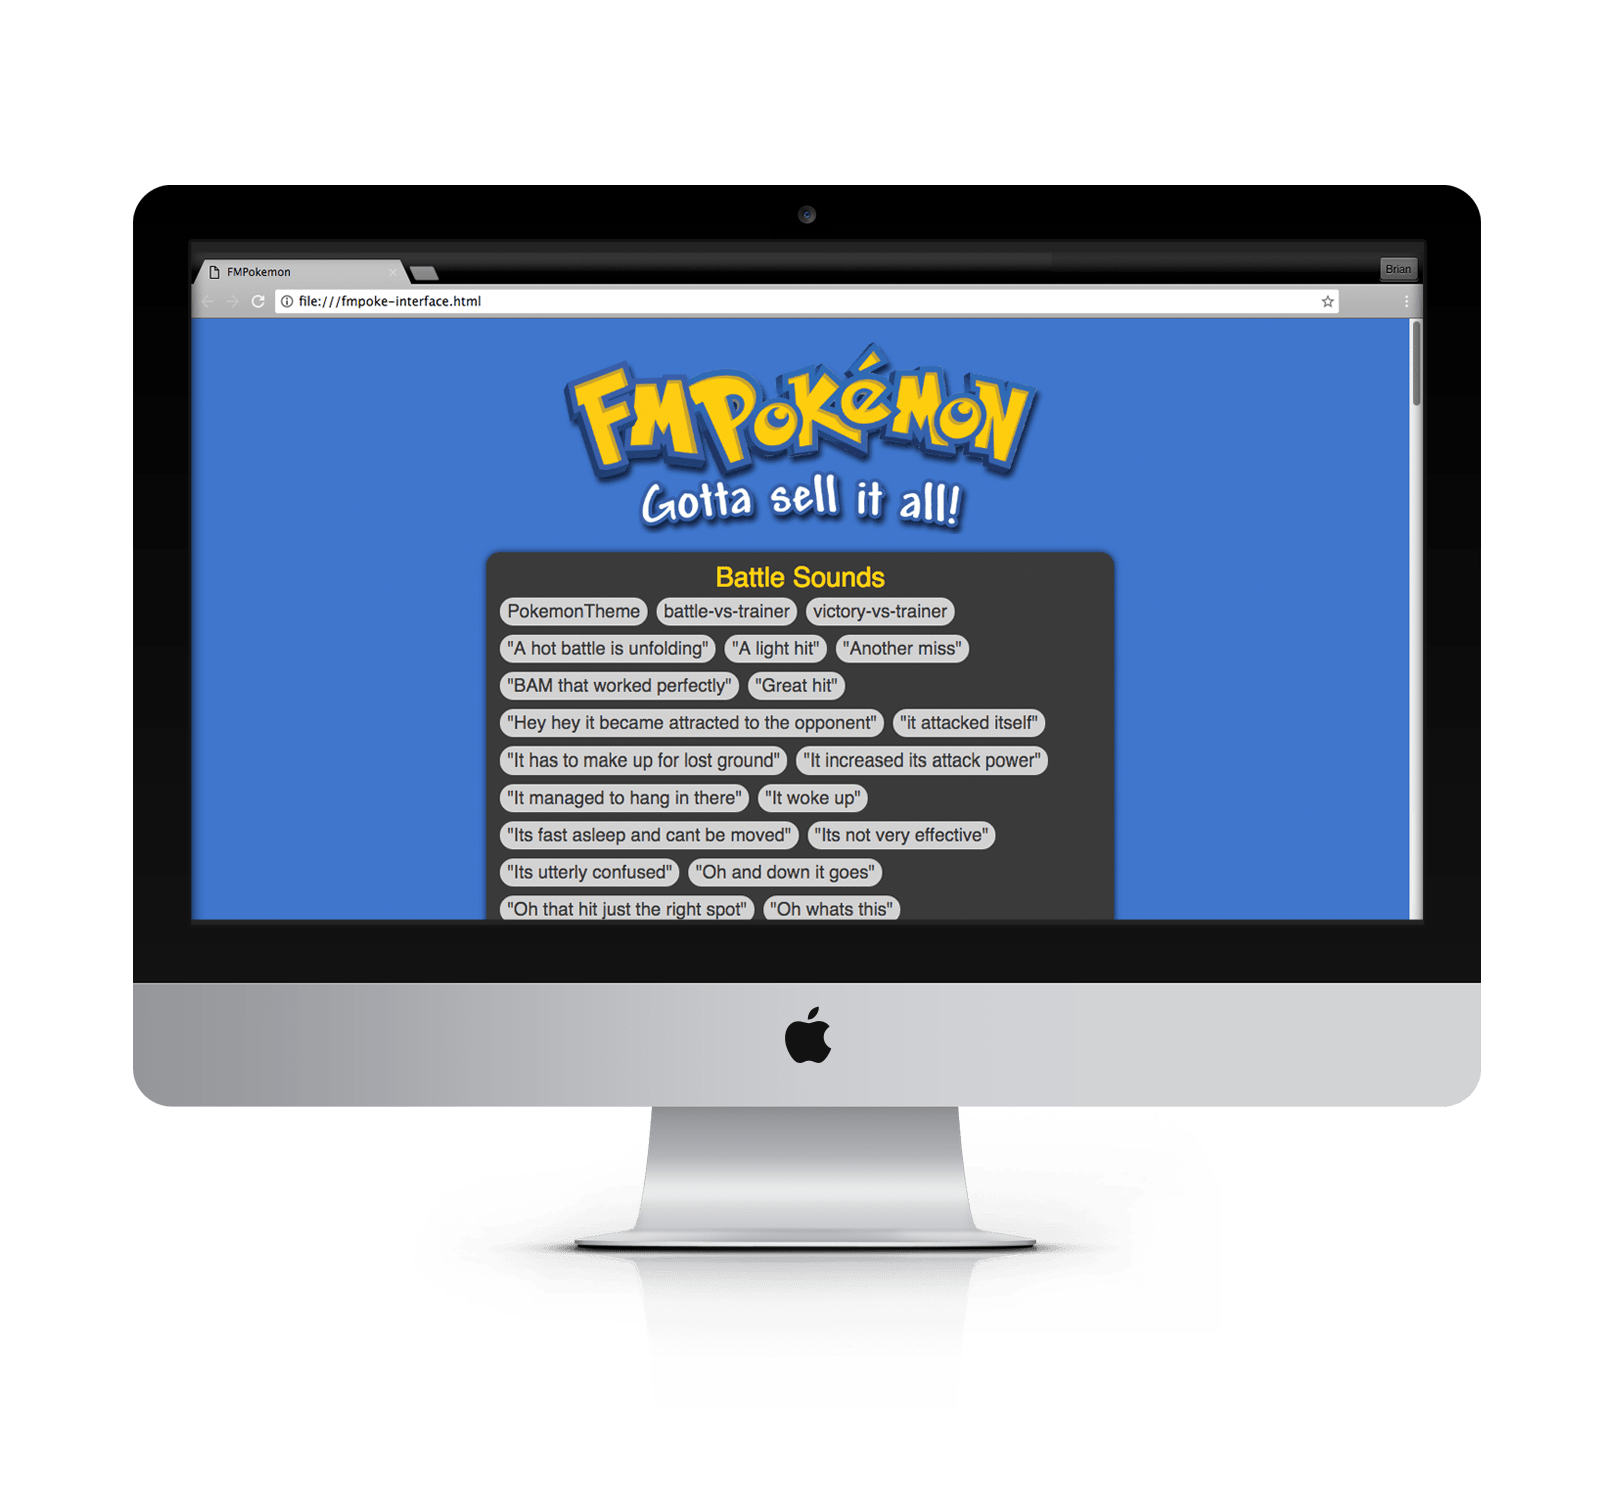 FMPokemon
Brian
file:///fmpoke-interface.html
FMPokémon
Gotta sell it all!
Battle Sounds
PokemonTheme battle-vs-trainer victory-vs-trainer
"A hot battle is unfolding" "A light hit" "Another miss"
"BAM that worked perfectly" "Great hit"
"Hey hey it became attracted to the opponent" "it attacked itself"
"It has to make up for lost ground" "It increased its attack power"
"It managed to hang in there" "It woke up"
"Its fast asleep and cant be moved" "Its not very effective"
"Its utterly confused" "Oh and down it goes"
"Oh that hit just the right spot" "Oh whats this"